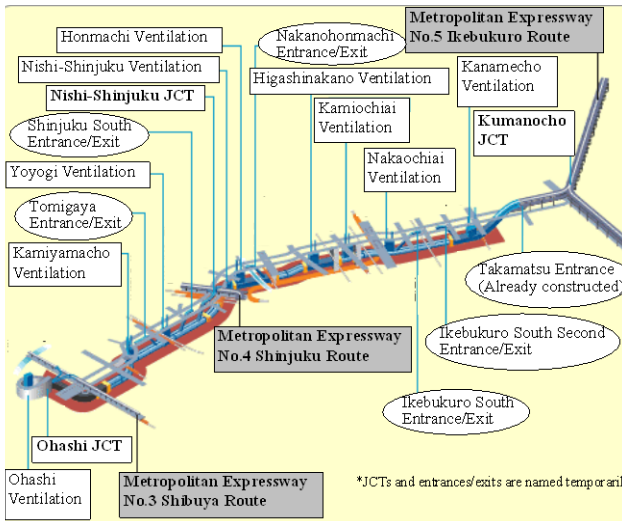 Honmachi Ventilation
Nishi-Shinjuku Ventilation
Nishi-Shinjuku JCT
Shinjuku South
Entrance/Exit
Yoyogi Ventilation
Tomigaya
Entrance/Exit
Kamiyamacho
Ventilation
Nakanohonmachi
Entrance/Exit
Higashinakano Ventilation
Kamiochiai
Ventilation
Nakaochiai
Ventilation
Metropolitan Expressway
No.5 Ikebukuro Route
Kanamecho
Ventilation
Kumanocho
JCT
Takamatsu Entrance
(Already constructed)
Ikebukuro South Second
Entrance/Exit
Ikebukuro South
Entrance/Exit
Metropolitan Expressway
No.4 Shinjuku Route
Ohashi JCT
Ohashi
Ventilation
Metropolitan Expressway
No.3 Shibuya Route
*JCTs and entrances/exits are named temporaril